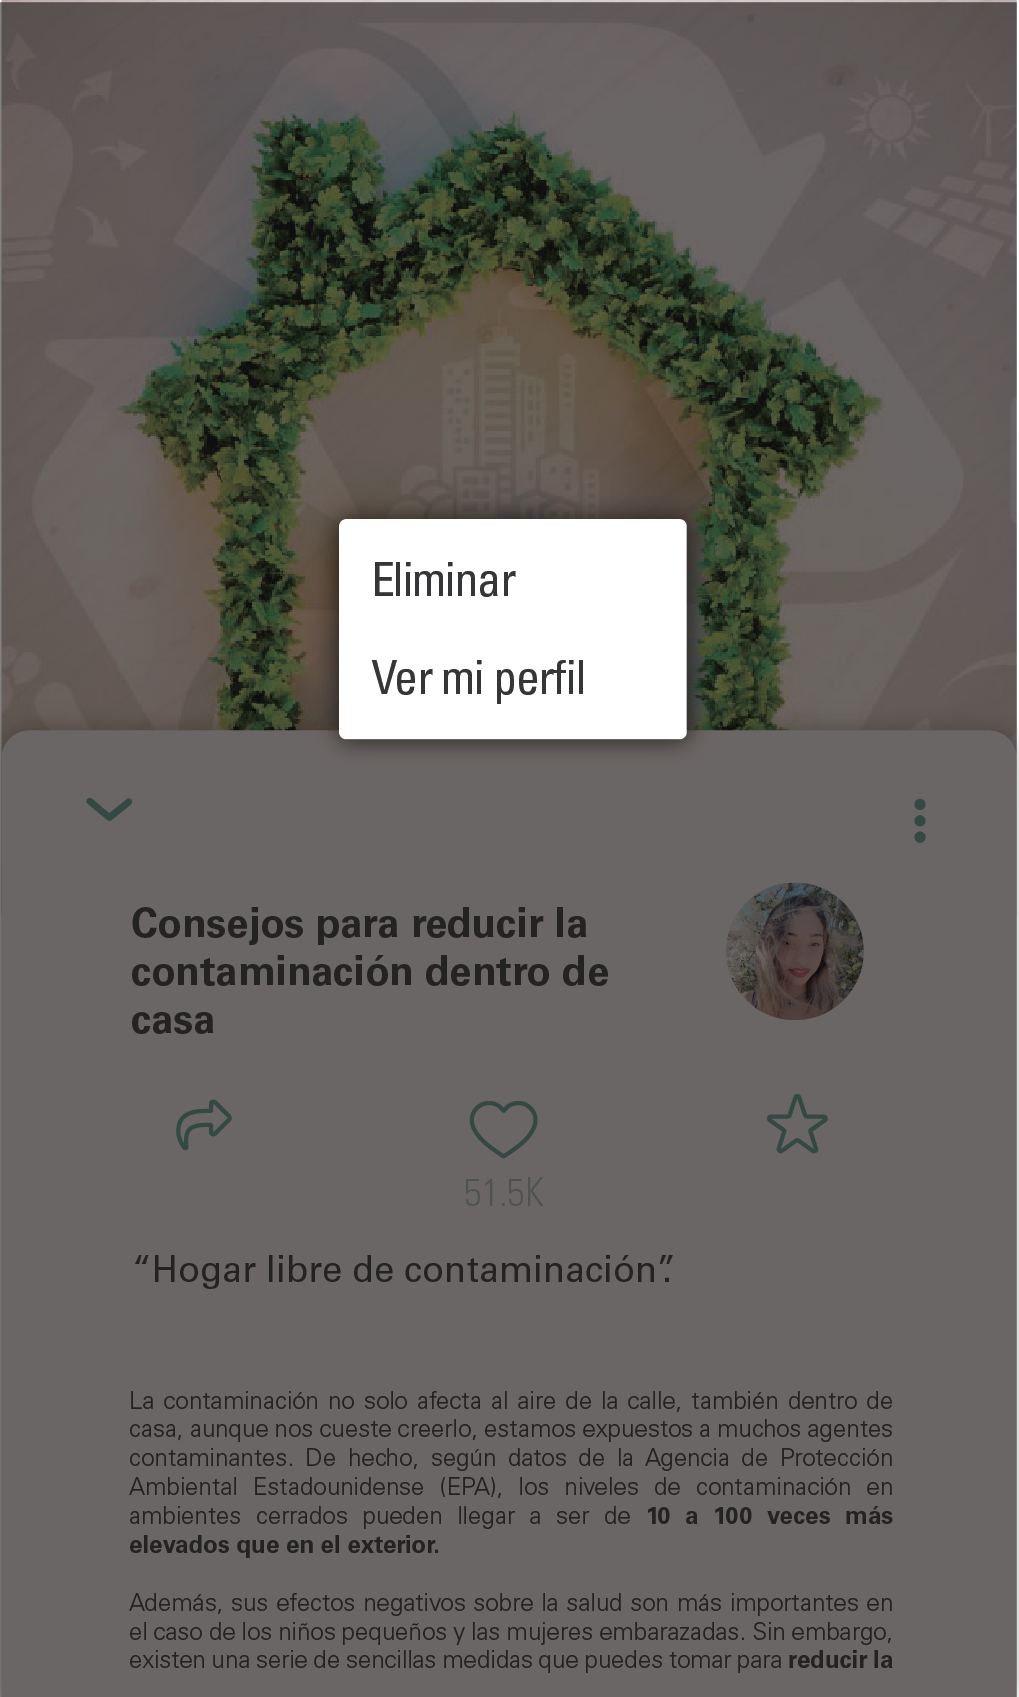 Eliminar
Ver mi perfil
Consejos para reducir la
contaminación dentro de
casa
51.5K
“Hogar libre de contaminación”.
La contaminación no solo afecta al aire de la calle, también dentro de
casa, aunque nos cueste creerlo, estamos expuestos a muchos agentes
contaminantes. De hecho, según datos de la Agencia de Protección
Ambiental Estadounidense (EPA), los niveles de contaminación en
ambientes cerrados pueden llegar a ser de 10 a 100 veces más
elevados que en el exterior.
Además, sus efectos negativos sobre la salud son más importantes en
el caso de los niños pequeños y las mujeres embarazadas. Sin embargo,
existen una serie de sencillas medidas que puedes tomar para reducir la